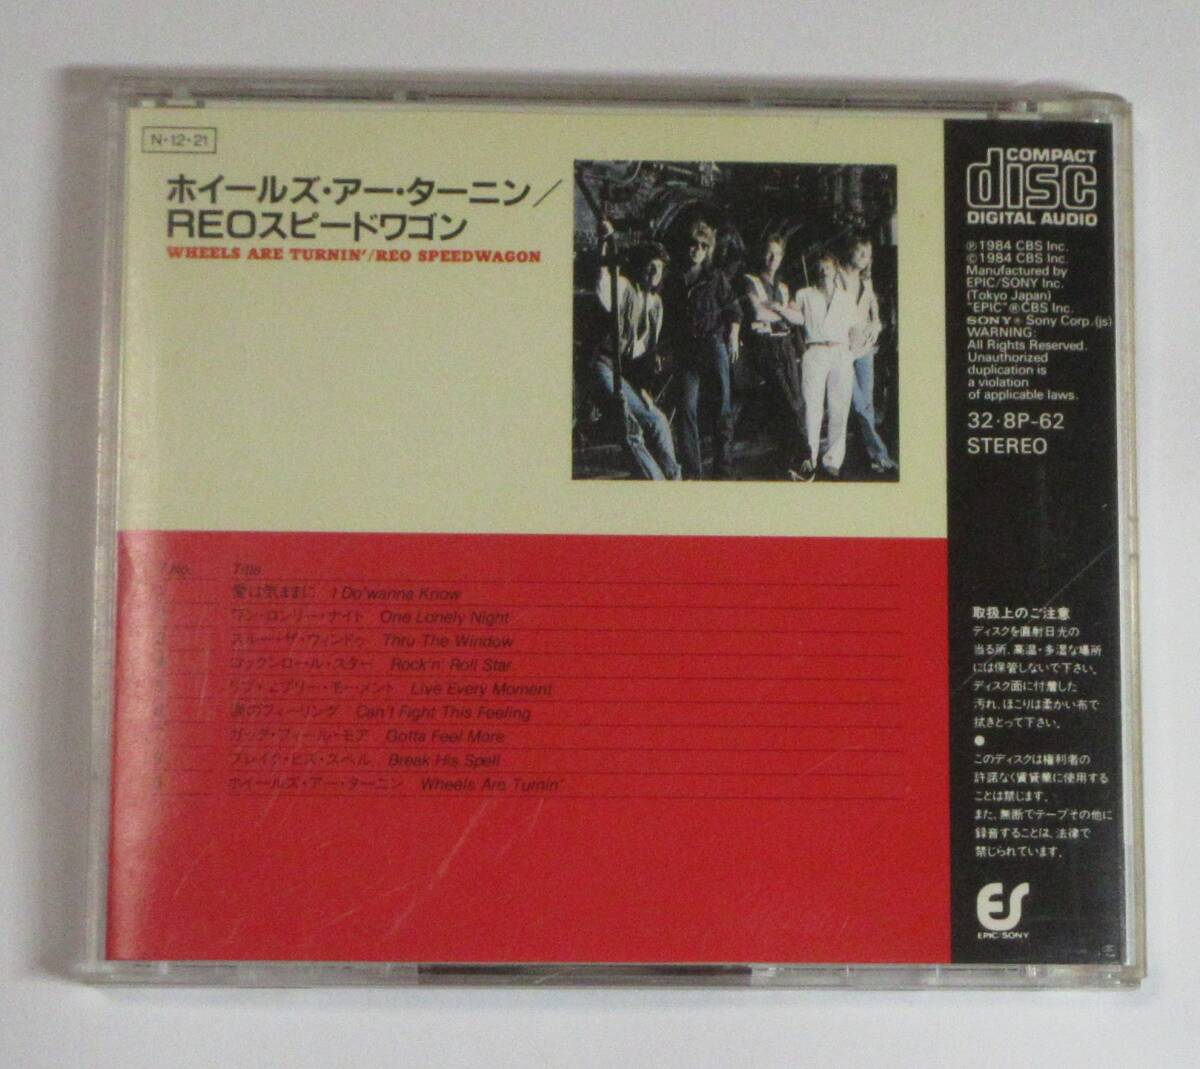 N・12・21
ホイールズ・アー・ターニン／
REOスピードワゴン
WHEELS ARE TURNIN'/REO SPEEDWAGON
No. Title
愛は気ままに I Do'wanna Know
ワン・ロンリー・ナイト One Lonely Night
スルー・ザ・ウィンドゥ Thru The Window
ロックンロール・スター Rock'n' Roll Star
リブ・エブリー・モーメント Live Every Moment
涙のフィーリング Can't Fight This Feeling
ガッタ・フィール・モア Gotta Feel More
ブレイク・ヒズ・スペル Break His Spell
ホイールズ・アー・ターニン Wheels Are Turnin'
COMPACT
disc
DIGITAL AUDIO
℗1984 CBS Inc.
©1984 CBS Inc.
Manufactured by
EPIC/SONY Inc.
(Tokyo Japan)
"EPIC"®CBS Inc.
SONY® Sony Corp.(js)
WARNING:
All Rights Reserved.
Unauthorized
duplication is
a violation
of applicable laws.
32・8P-62
STEREO
取扱上のご注意
ディスクを直射日光の
当る所、高温・多湿な場所
には保管しないで下さい。
ディスク面に付着した
汚れ、ほこりは柔かい布で
拭きとって下さい。
●
このディスクは権利者の
許諾なく賃貸業に使用する
ことは禁じます。
また、無断でテープその他に
録音することは、法律で
禁じられています。
ES
EPIC/SONY